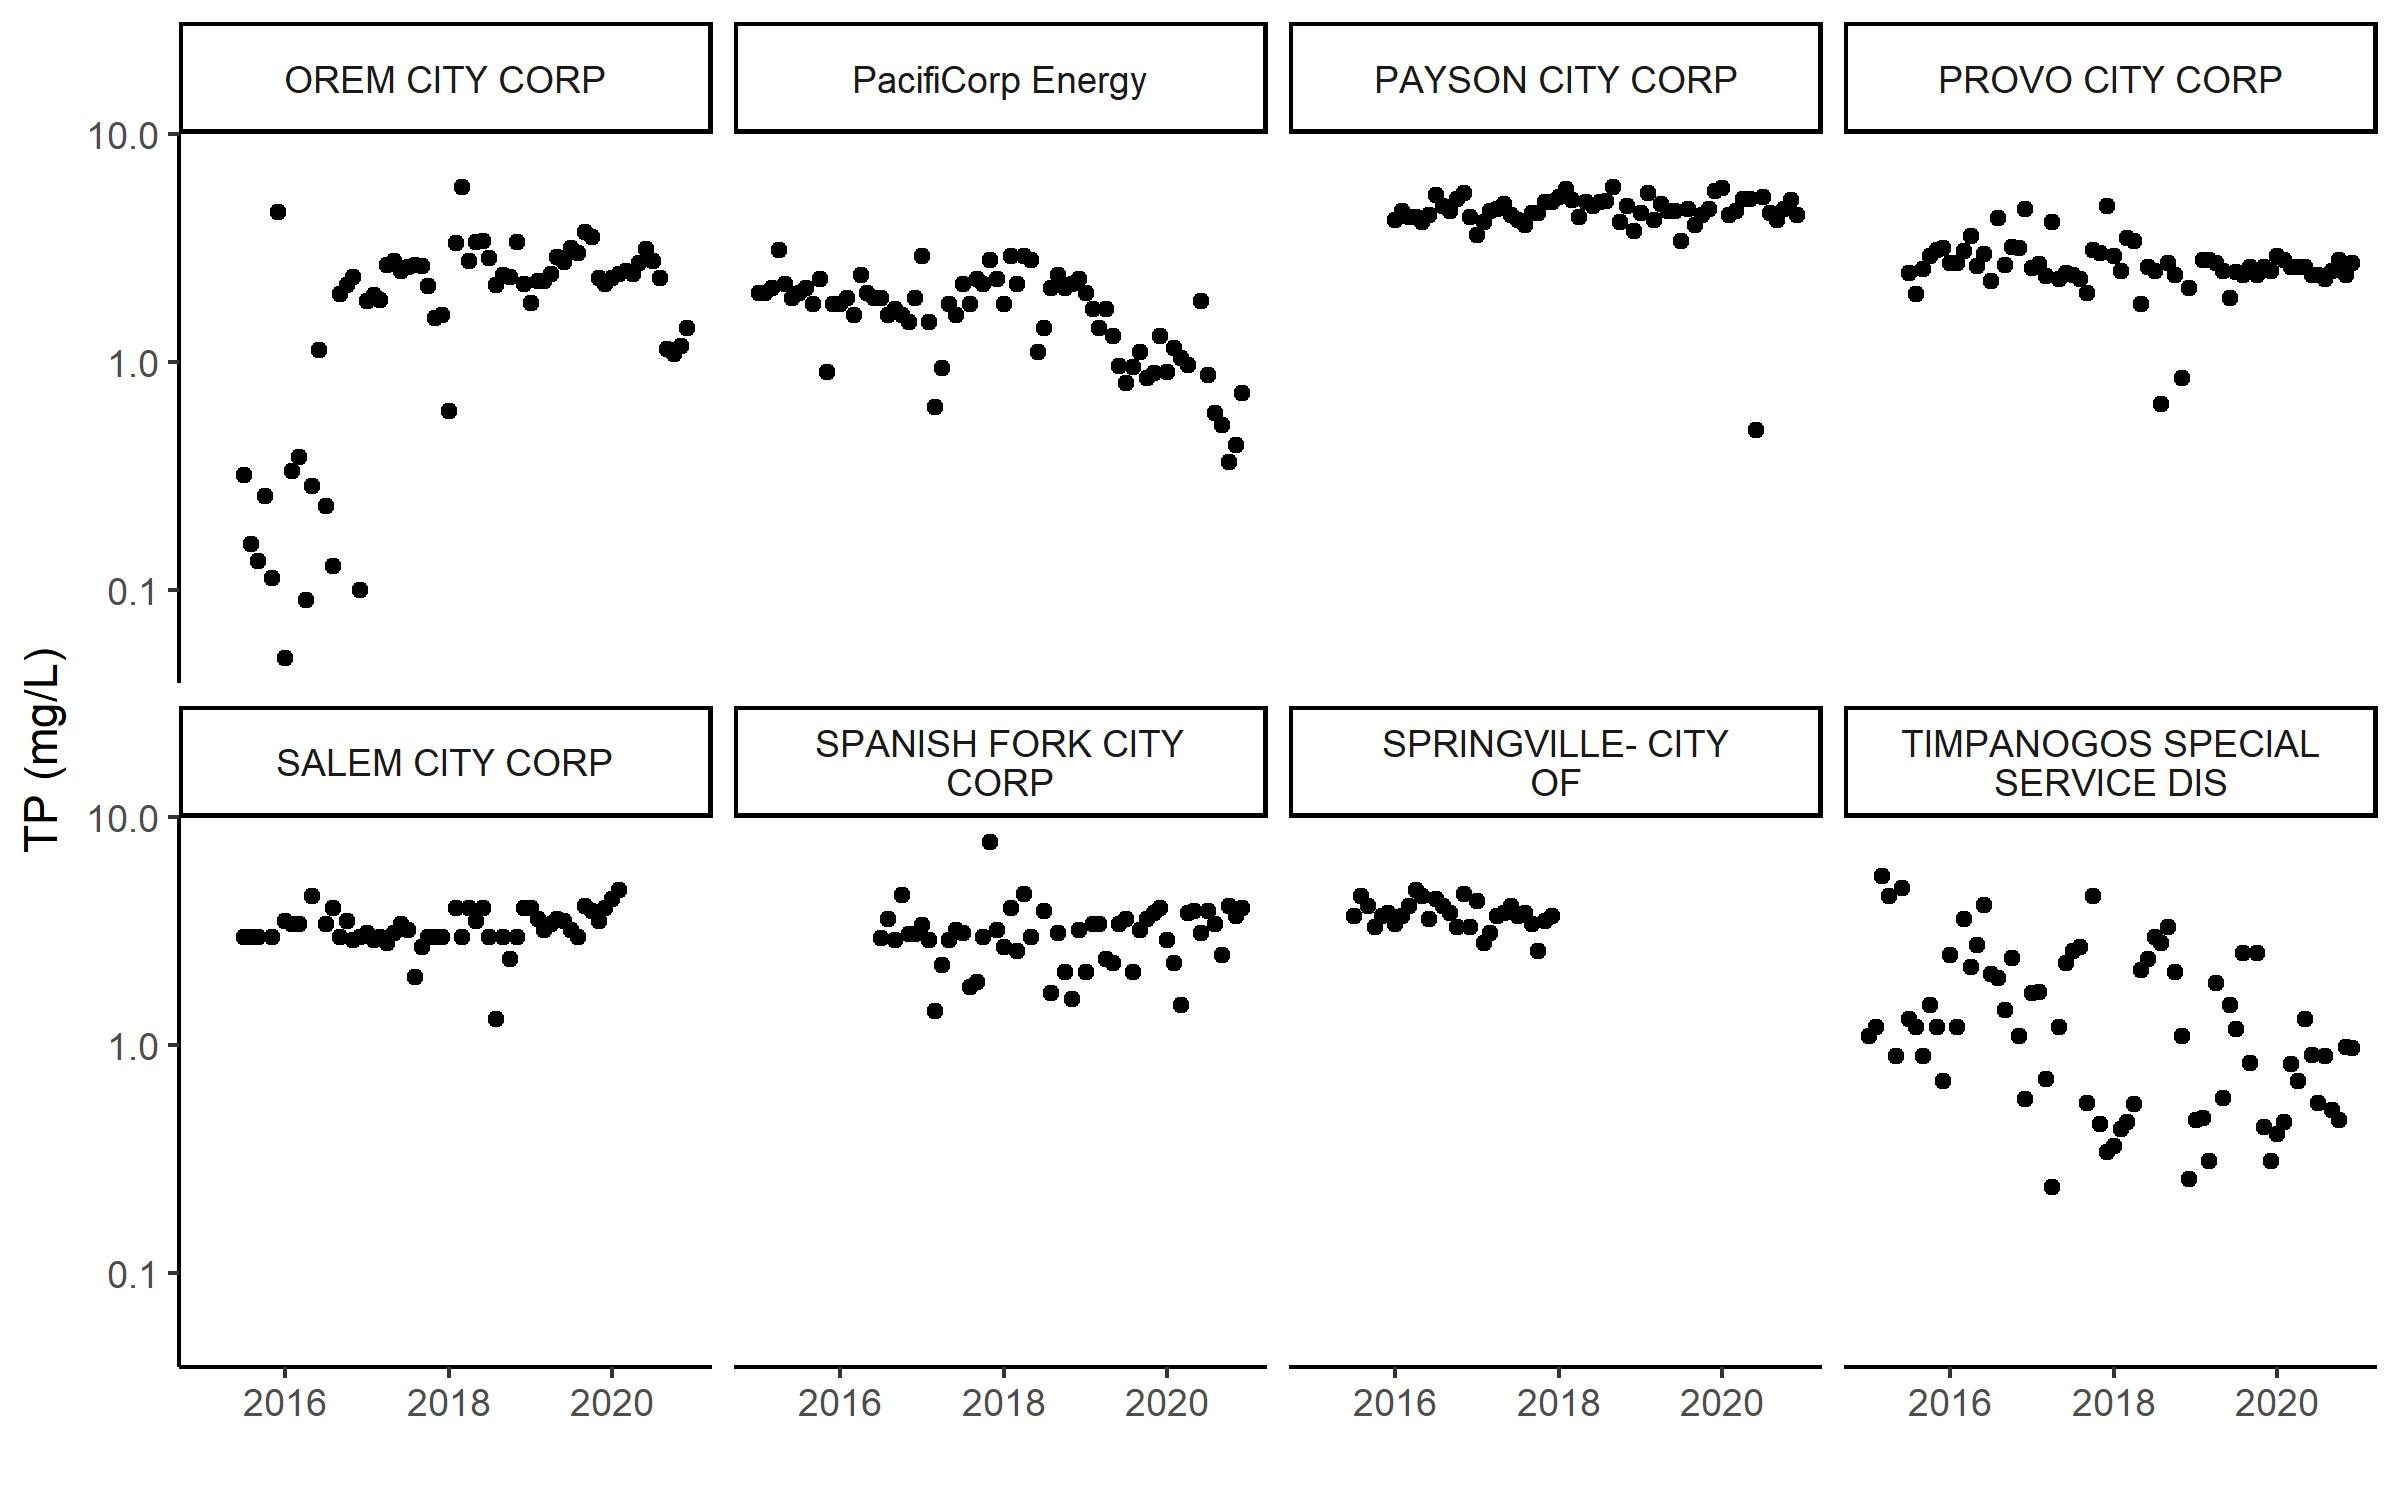 OREM CITY CORP
PacifiCorp Energy
PAYSON CITY CORP
PROVO CITY CORP
10.0
1.0
0.1
TP (mg/L)
SALEM CITY CORP
SPANISH FORK CITY
CORP
SPRINGVILLE- CITY
OF
TIMPANOGOS SPECIAL
SERVICE DIS
10.0
1.0
0.1
2016 2018 2020
2016 2018 2020
2016 2018 2020
2016 2018 2020